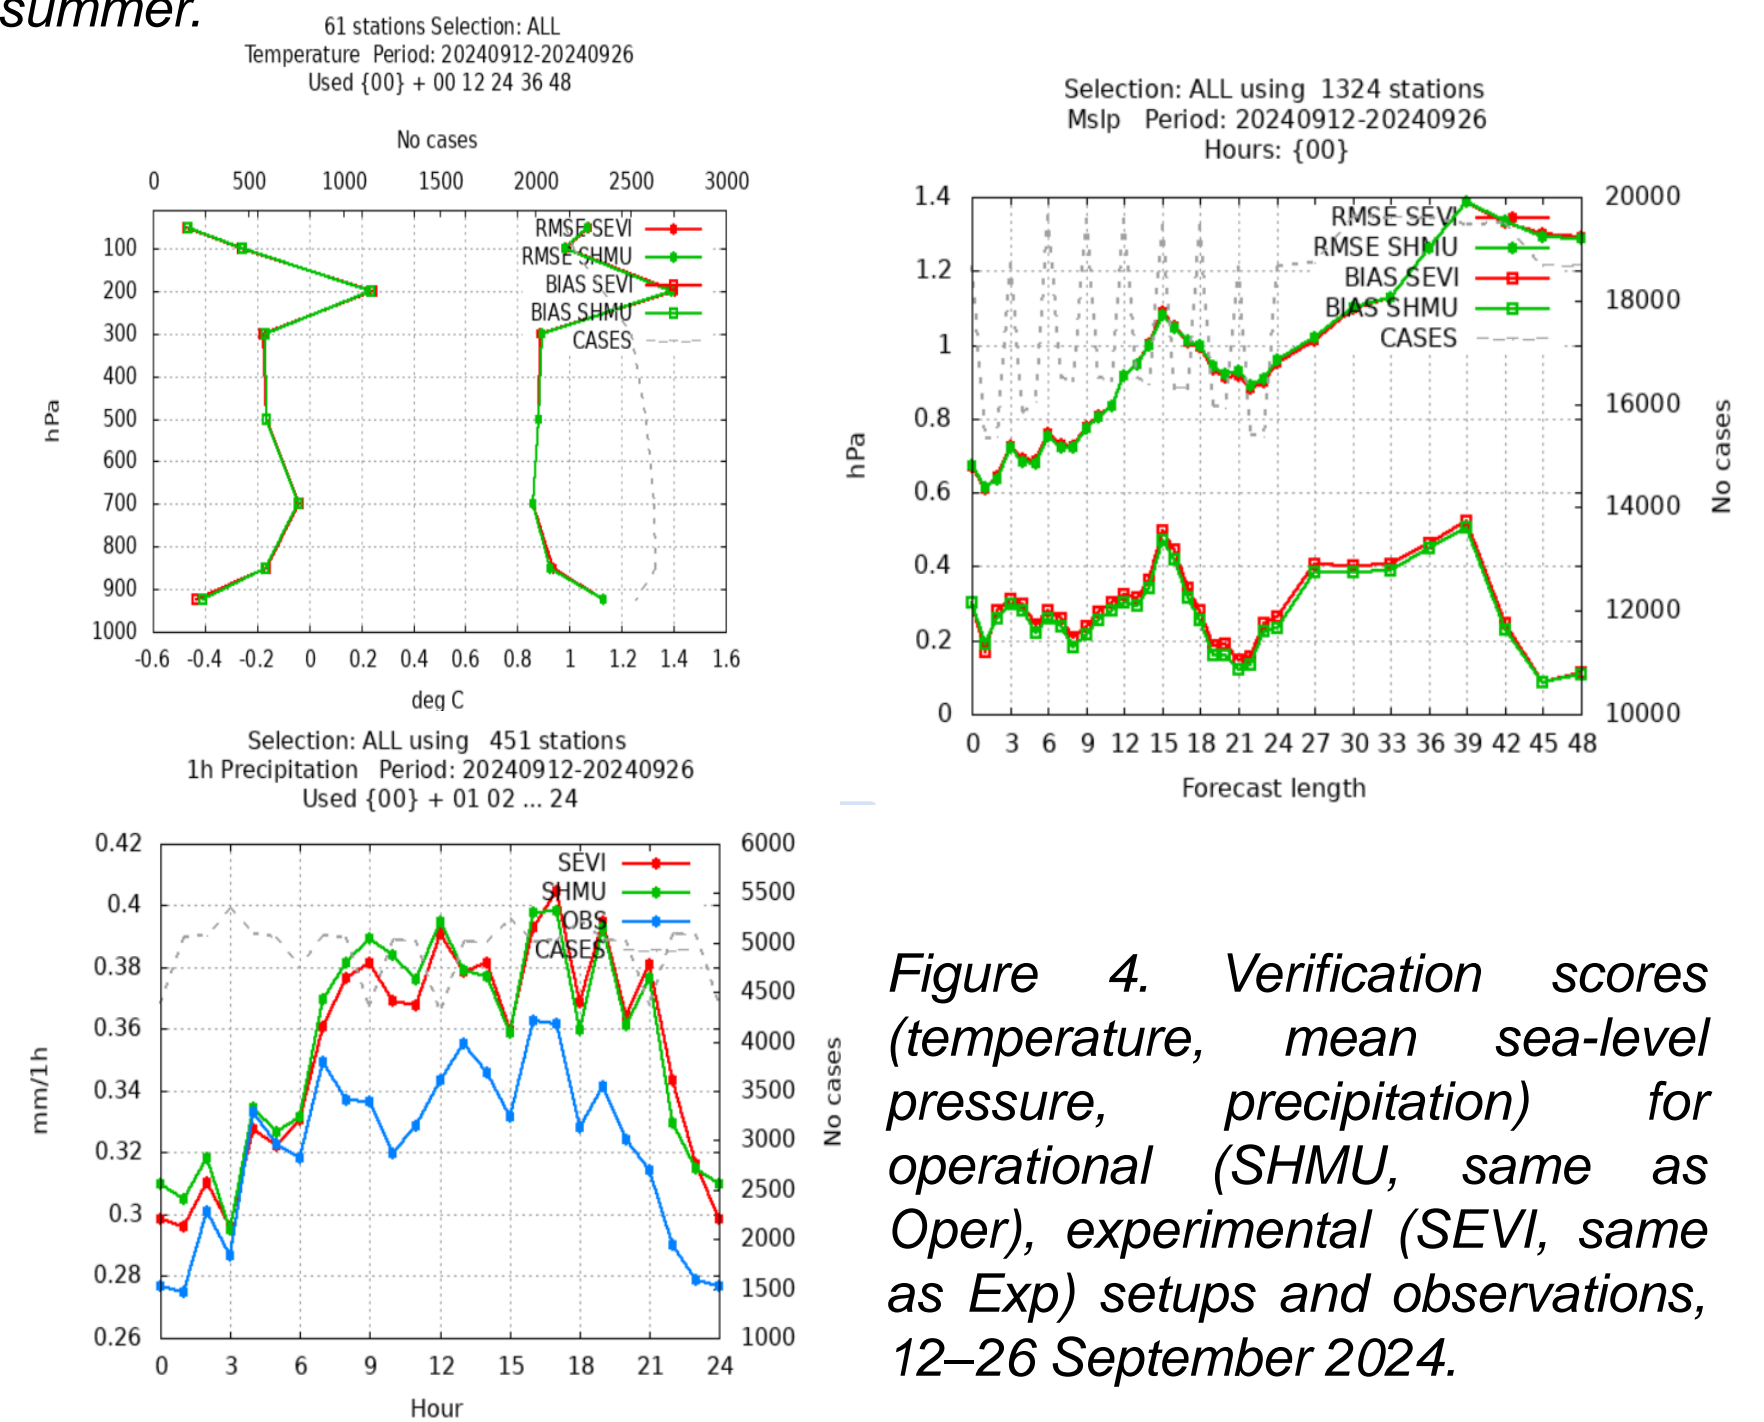 summer.
61 stations Selection: ALL
Temperature Period: 20240912-20240926
Used {00} + 00 12 24 36 48
No cases
0 500 1000 1500 2000 2500 3000
RMSE SEVI
RMSE SHMU
BIAS SEVI
BIAS SHMU
CASES
100
200
300
400
500
600
700
800
900
1000
hPa
-0.6 -0.4 -0.2 0 0.2 0.4 0.6 0.8 1 1.2 1.4 1.6
deg C
Selection: ALL using 1324 stations
Mslp Period: 20240912-20240926
Hours: {00}
RMSE SEVI
RMSE SHMU
BIAS SEVI
BIAS SHMU
CASES
1.4
1.2
1
0.8
0.6
0.4
0.2
0
hPa
20000
18000
16000
14000
12000
10000
No cases
0 3 6 9 12 15 18 21 24 27 30 33 36 39 42 45 48
Forecast length
Selection: ALL using 451 stations
1h Precipitation Period: 20240912-20240926
Used {00} + 01 02 ... 24
SEVI
SHMU
OBS
CASES
0.42
0.4
0.38
0.36
0.34
0.32
0.3
0.28
0.26
mm/1h
6000
5500
5000
4500
4000
3500
3000
2500
2000
1500
1000
No cases
0 3 6 9 12 15 18 21 24
Hour
Figure 4. Verification scores
(temperature, mean sea-level
pressure, precipitation) for
operational (SHMU, same as
Oper), experimental (SEVI, same
as Exp) setups and observations,
12–26 September 2024.